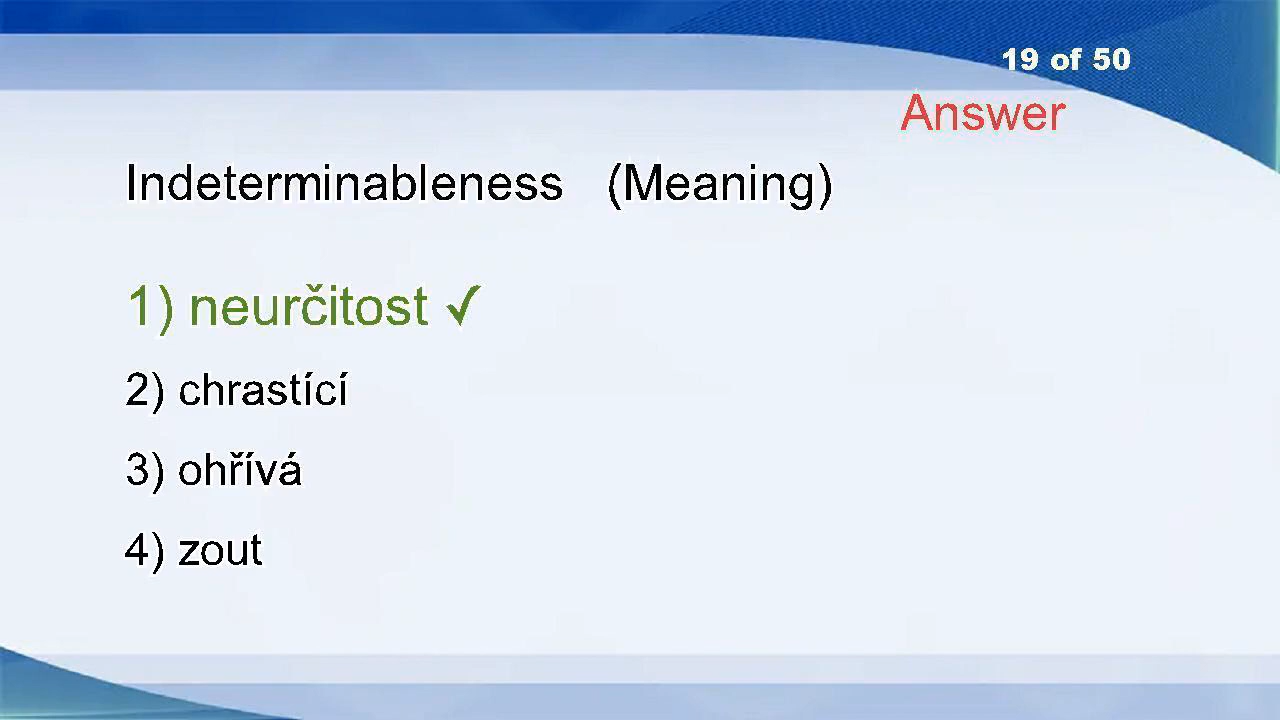 19 of 50
Answer
Indeterminableness (Meaning)
1) neurčitost ✓
2) chrastící
3) ohřívá
4) zout